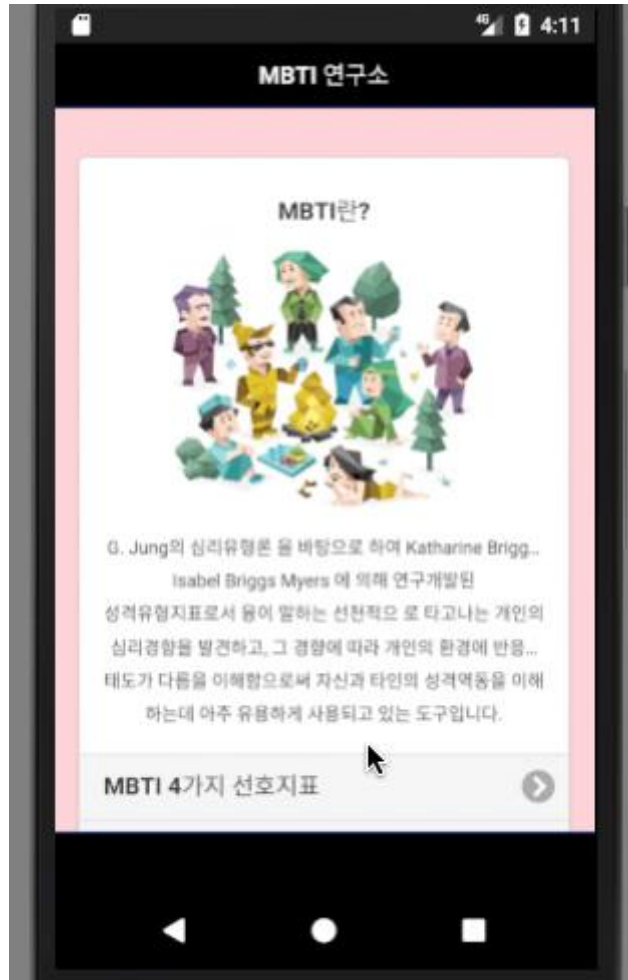 4G 4:11
MBTI 연구소
MBTI란?
G. Jung의 심리유형론 을 바탕으로 하여 Katharine Brigg...
Isabel Briggs Myers 에 의해 연구개발된
성격유형지표로서 융이 말하는 선천적으 로 타고나는 개인의
심리경향을 발견하고, 그 경향에 따라 개인의 환경에 반응...
태도가 다름을 이해함으로써 자신과 타인의 성격역동을 이해
하는데 아주 유용하게 사용되고 있는 도구입니다.
MBTI 4가지 선호지표